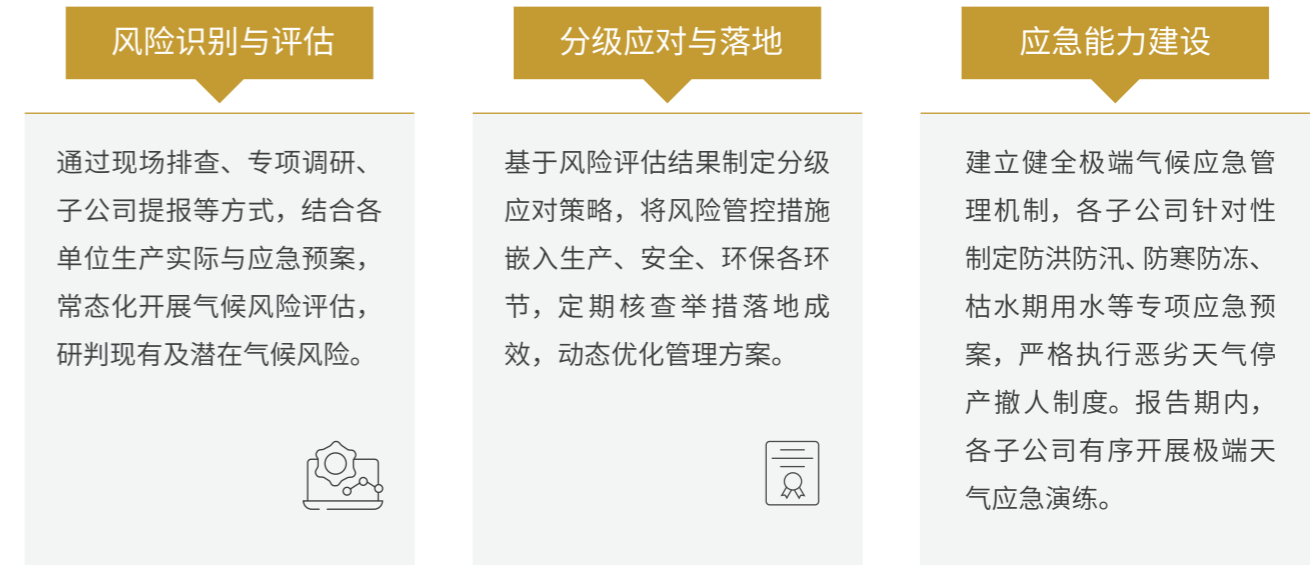 风险识别与评估
通过现场排查、专项调研、
子公司提报等方式，结合各
单位生产实际与应急预案，
常态化开展气候风险评估，
研判现有及潜在气候风险。
分级应对与落地
基于风险评估结果制定分级
应对策略，将风险管控措施
嵌入生产、安全、环保各环
节，定期核查举措落地成
效，动态优化管理方案。
应急能力建设
建立健全极端气候应急管
理机制，各子公司针对性
制定防洪防汛、防寒防冻、
枯水期用水等专项应急预
案，严格执行恶劣天气停
产撤人制度。报告期内，
各子公司有序开展极端天
气应急演练。